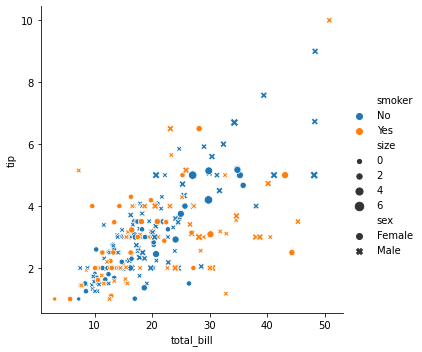 10
8
6
4
2
tip
10
20
30
40
50
total_bill
smoker
No
Yes
size
0
2
4
6
sex
Female
Male